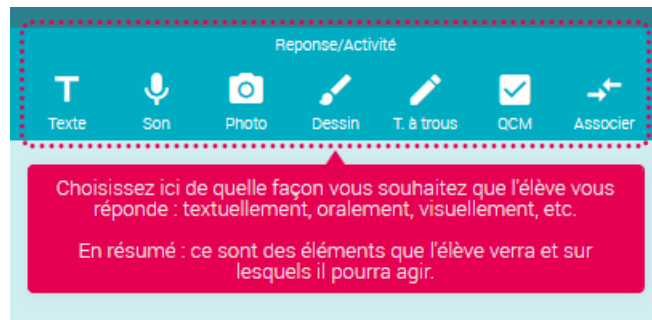 Reponse/Activité
Texte Son Photo Dessin T. à trous QCM Associer
Choisissez ici de quelle façon vous souhaitez que l'élève vous
réponde : textuellement, oralement, visuellement, etc.
En résumé : ce sont des éléments que l'élève verra et sur
lesquels il pourra agir.